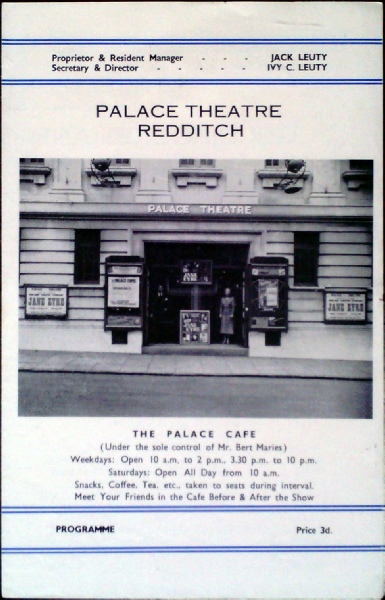 Proprietor & Resident Manager - - - JACK LEUTY
Secretary & Director - - - - - IVY C. LEUTY
PALACE THEATRE
REDDITCH
PALACE THEATRE
JANE EYRE
JANE EYRE
JANE EYRE
THE PALACE CAFE
(Under the sole control of Mr. Bert Maries)
Weekdays: Open 10 a.m. to 2 p.m., 3.30 p.m. to 10 p.m.
Saturdays: Open All Day from 10 a.m.
Snacks, Coffee, Tea, etc., taken to seats during interval.
Meet Your Friends in the Cafe Before & After the Show
PROGRAMME Price 3d.